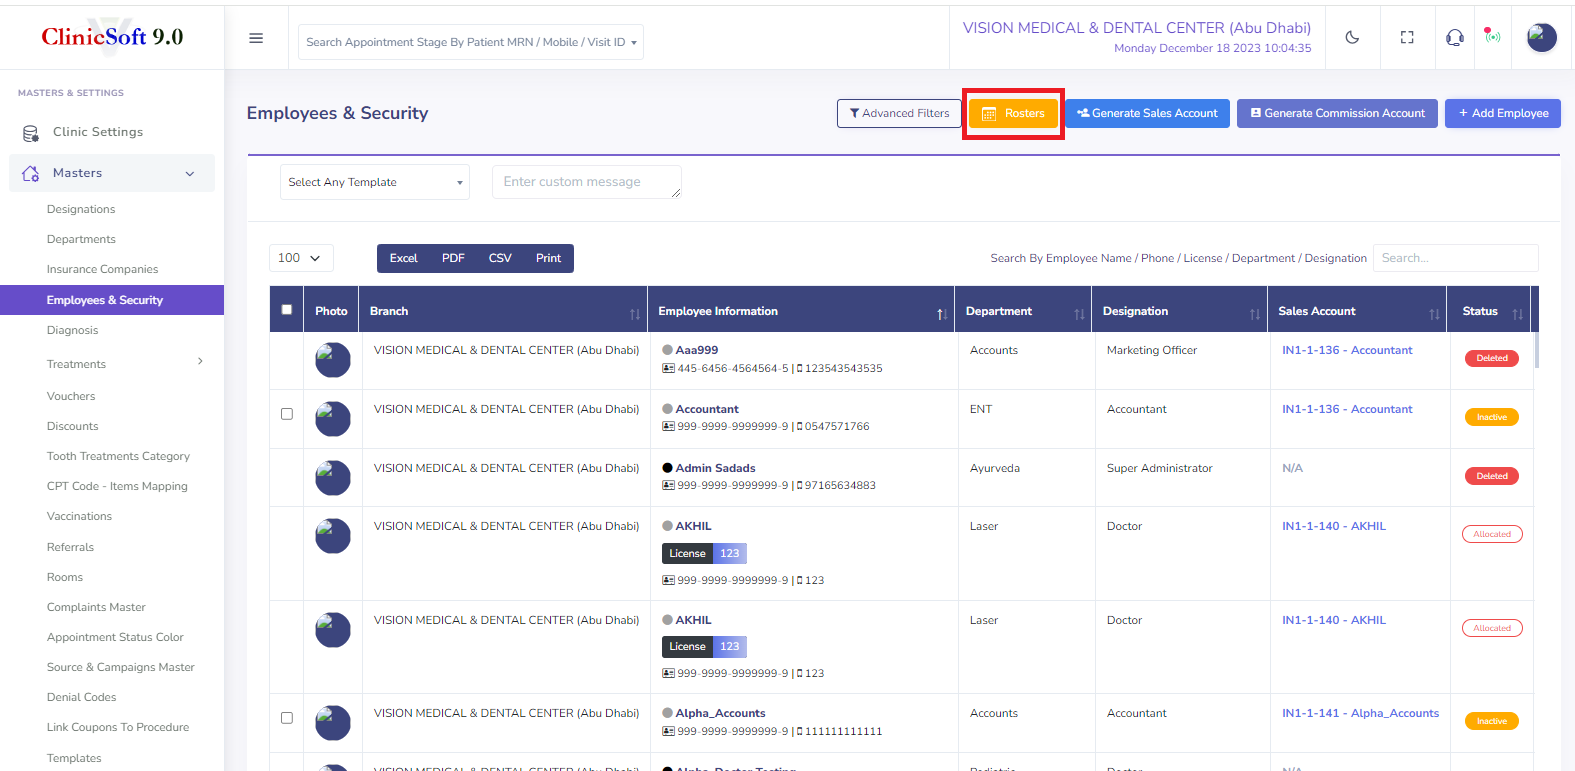 ClinicSoft 9.0
Search Appointment Stage By Patient MRN / Mobile / Visit ID
VISION MEDICAL & DENTAL CENTER (Abu Dhabi)
Monday December 18 2023 10:04:35
MASTERS & SETTINGS
Clinic Settings
Masters
Designations
Departments
Insurance Companies
Employees & Security
Diagnosis
Treatments
Vouchers
Discounts
Tooth Treatments Category
CPT Code - Items Mapping
Vaccinations
Referrals
Rooms
Complaints Master
Appointment Status Color
Source & Campaigns Master
Denial Codes
Link Coupons To Procedure
Templates
Employees & Security
Advanced Filters
Rosters
Generate Sales Account
Generate Commission Account
+ Add Employee
Select Any Template
Enter custom message
100
Excel PDF CSV Print
Search By Employee Name / Phone / License / Department / Designation
Search...
Photo Branch Employee Information Department Designation Sales Account Status
VISION MEDICAL & DENTAL CENTER (Abu Dhabi) Aaa999 Accounts Marketing Officer IN1-1-136 - Accountant Deleted
445-6456-4564564-5 | 123543543535
VISION MEDICAL & DENTAL CENTER (Abu Dhabi) Accountant ENT Accountant IN1-1-136 - Accountant Inactive
999-9999-9999999-9 | 0547571766
VISION MEDICAL & DENTAL CENTER (Abu Dhabi) Admin Sadads Ayurveda Super Administrator N/A Deleted
999-9999-9999999-9 | 97165634883
VISION MEDICAL & DENTAL CENTER (Abu Dhabi) AKHIL Laser Doctor IN1-1-140 - AKHIL Allocated
License 123
999-9999-9999999-9 | 123
VISION MEDICAL & DENTAL CENTER (Abu Dhabi) AKHIL Laser Doctor IN1-1-140 - AKHIL Allocated
License 123
999-9999-9999999-9 | 123
VISION MEDICAL & DENTAL CENTER (Abu Dhabi) Alpha_Accounts Accounts Accountant IN1-1-141 - Alpha_Accounts Inactive
999-9999-9999999-9 | 111111111111